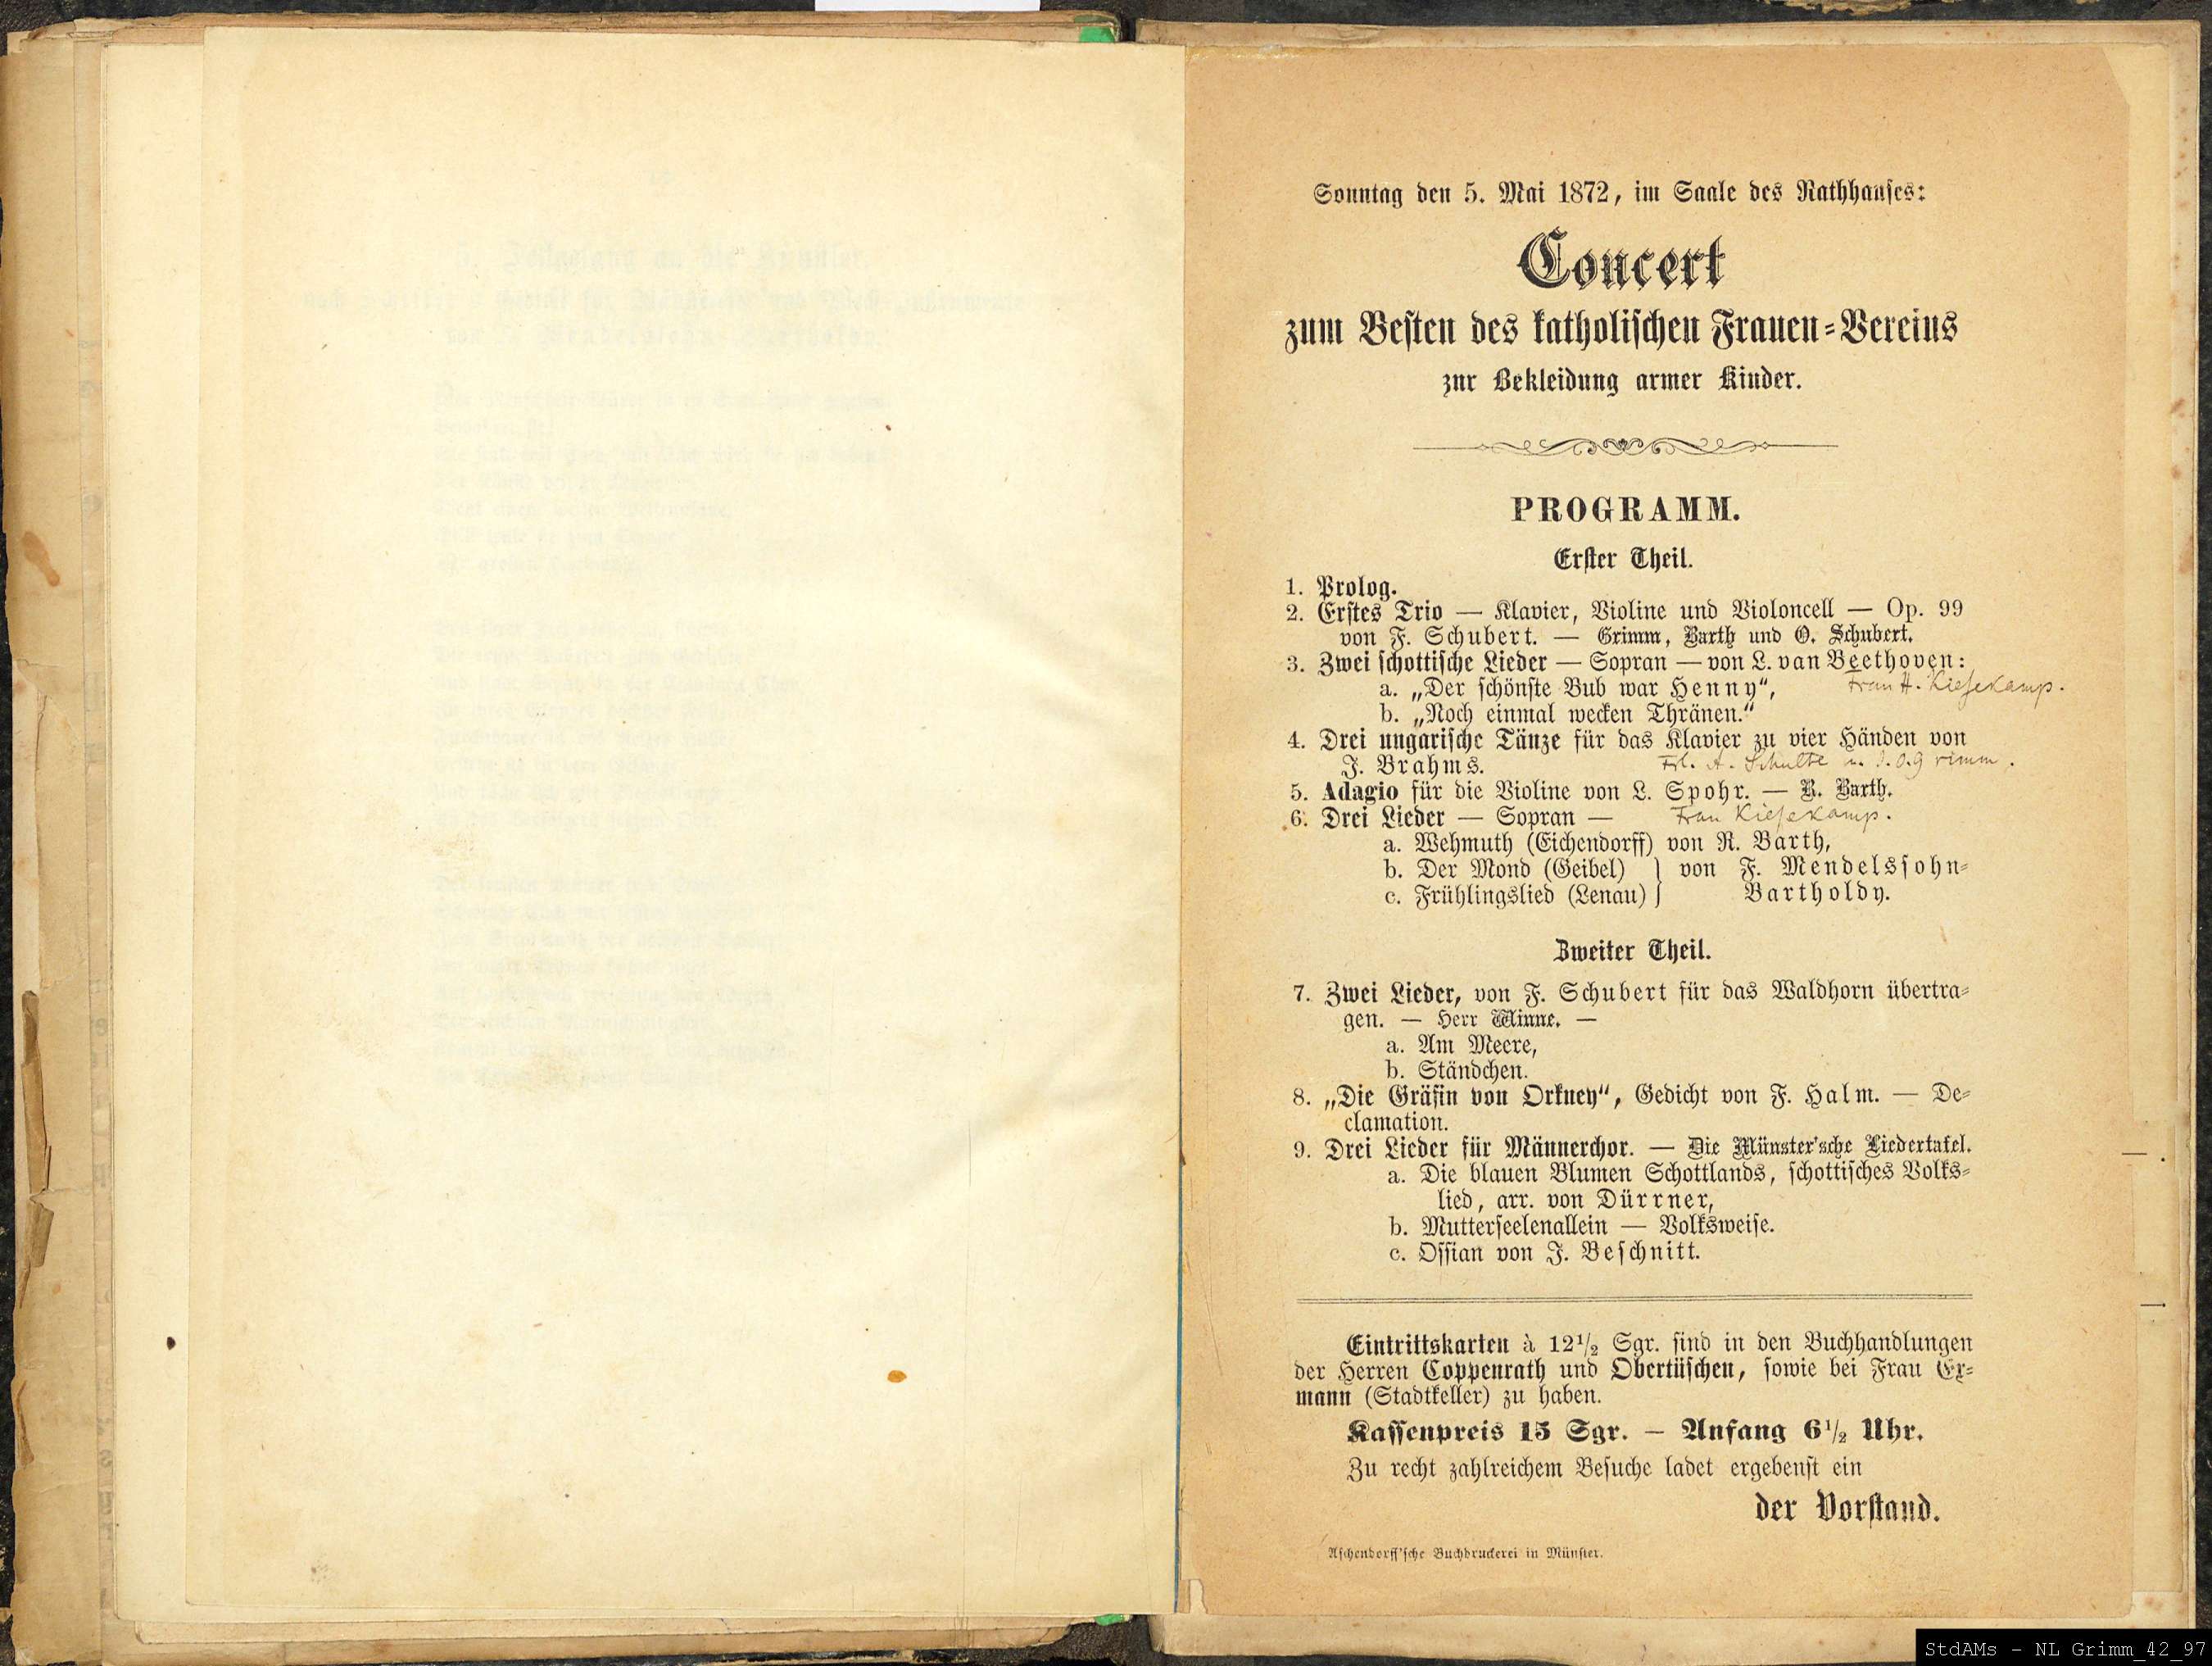 Sonntag den 5. Mai 1872, im Saale des Rathhauses:
Concert
zum Besten des katholischen Frauen-Vereins
zur Bekleidung armer Kinder.
PROGRAMM.
Erster Theil.
1. Prolog.
2. Erstes Trio — Klavier, Violine und Violoncell — Op. 99
von F. Schubert. — Grimm, Barth und O. Schubert.
3. Zwei schottische Lieder — Sopran — von L. van Beethoven:
a. „Der schönste Bub war Henny“, Frau H. Kiesekamp.
b. „Noch einmal wecken Thränen.“
4. Drei ungarische Tänze für das Klavier zu vier Händen von
J. Brahms. Frl. A. Schulte u. J. O. Grimm.
5. Adagio für die Violine von L. Spohr. — R. Barth.
6. Drei Lieder — Sopran — Frau Kiesekamp.
a. Wehmuth (Eichendorff) von R. Barth,
b. Der Mond (Geibel) } von F. Mendelssohn-
c. Frühlingslied (Lenau) } Bartholdy.
Zweiter Theil.
7. Zwei Lieder, von F. Schubert für das Waldhorn übertra-
gen. — Herr Winne. —
a. Am Meere,
b. Ständchen.
8. „Die Gräfin von Orkney“, Gedicht von F. Halm. — De-
clamation.
9. Drei Lieder für Männerchor. — Die Münster'sche Liedertafel.
a. Die blauen Blumen Schottlands, schottisches Volks-
lied, arr. von Dürrner,
b. Mutterseelenallein — Volksweise.
c. Ossian von J. Beschnitt.
Eintrittskarten à 12½ Sgr. sind in den Buchhandlungen
der Herren Coppenrath und Obertüschen, sowie bei Frau Er-
mann (Stadtkeller) zu haben.
Kassenpreis 15 Sgr. — Anfang 6½ Uhr.
Zu recht zahlreichem Besuche ladet ergebenst ein
der Vorstand.
Aschendorff'sche Buchdruckerei in Münster.
StdAMs - NL Grimm_42_97